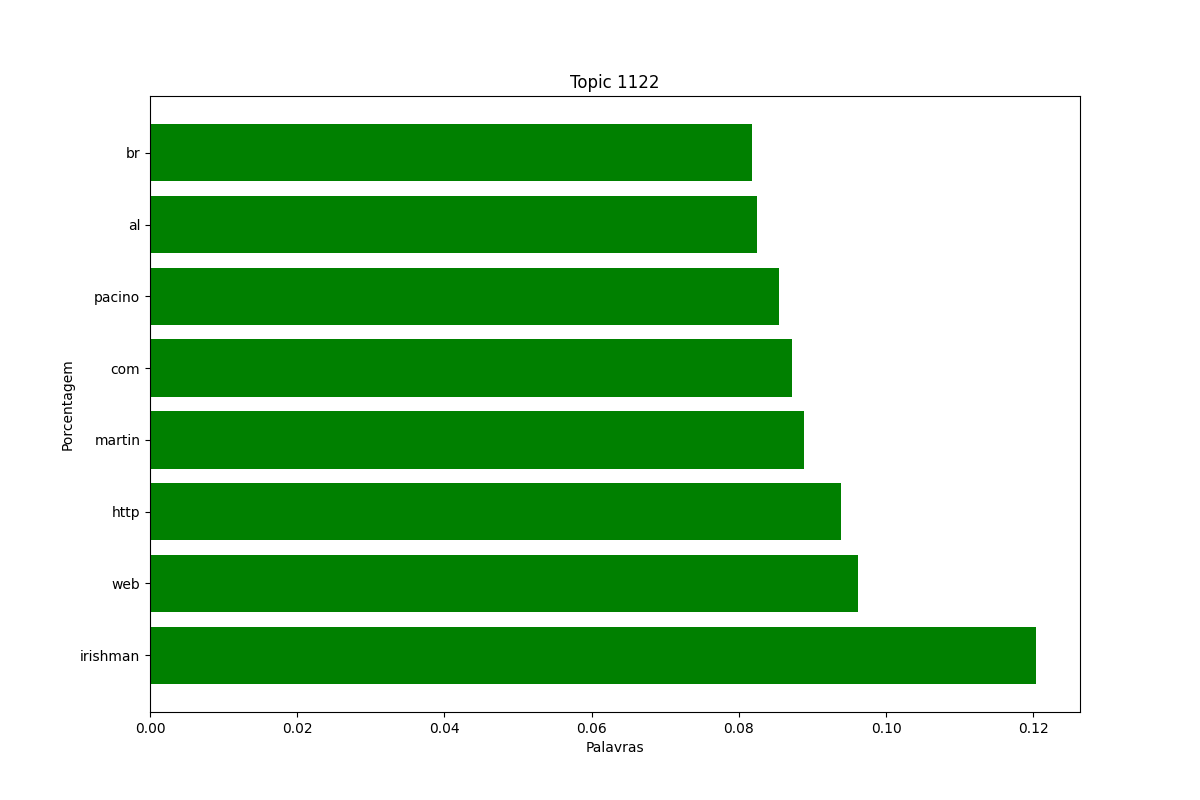 Topic 1122
br
al
pacino
com
martin
http
web
irishman
Porcentagem
0.00 0.02 0.04 0.06 0.08 0.10 0.12
Palavras